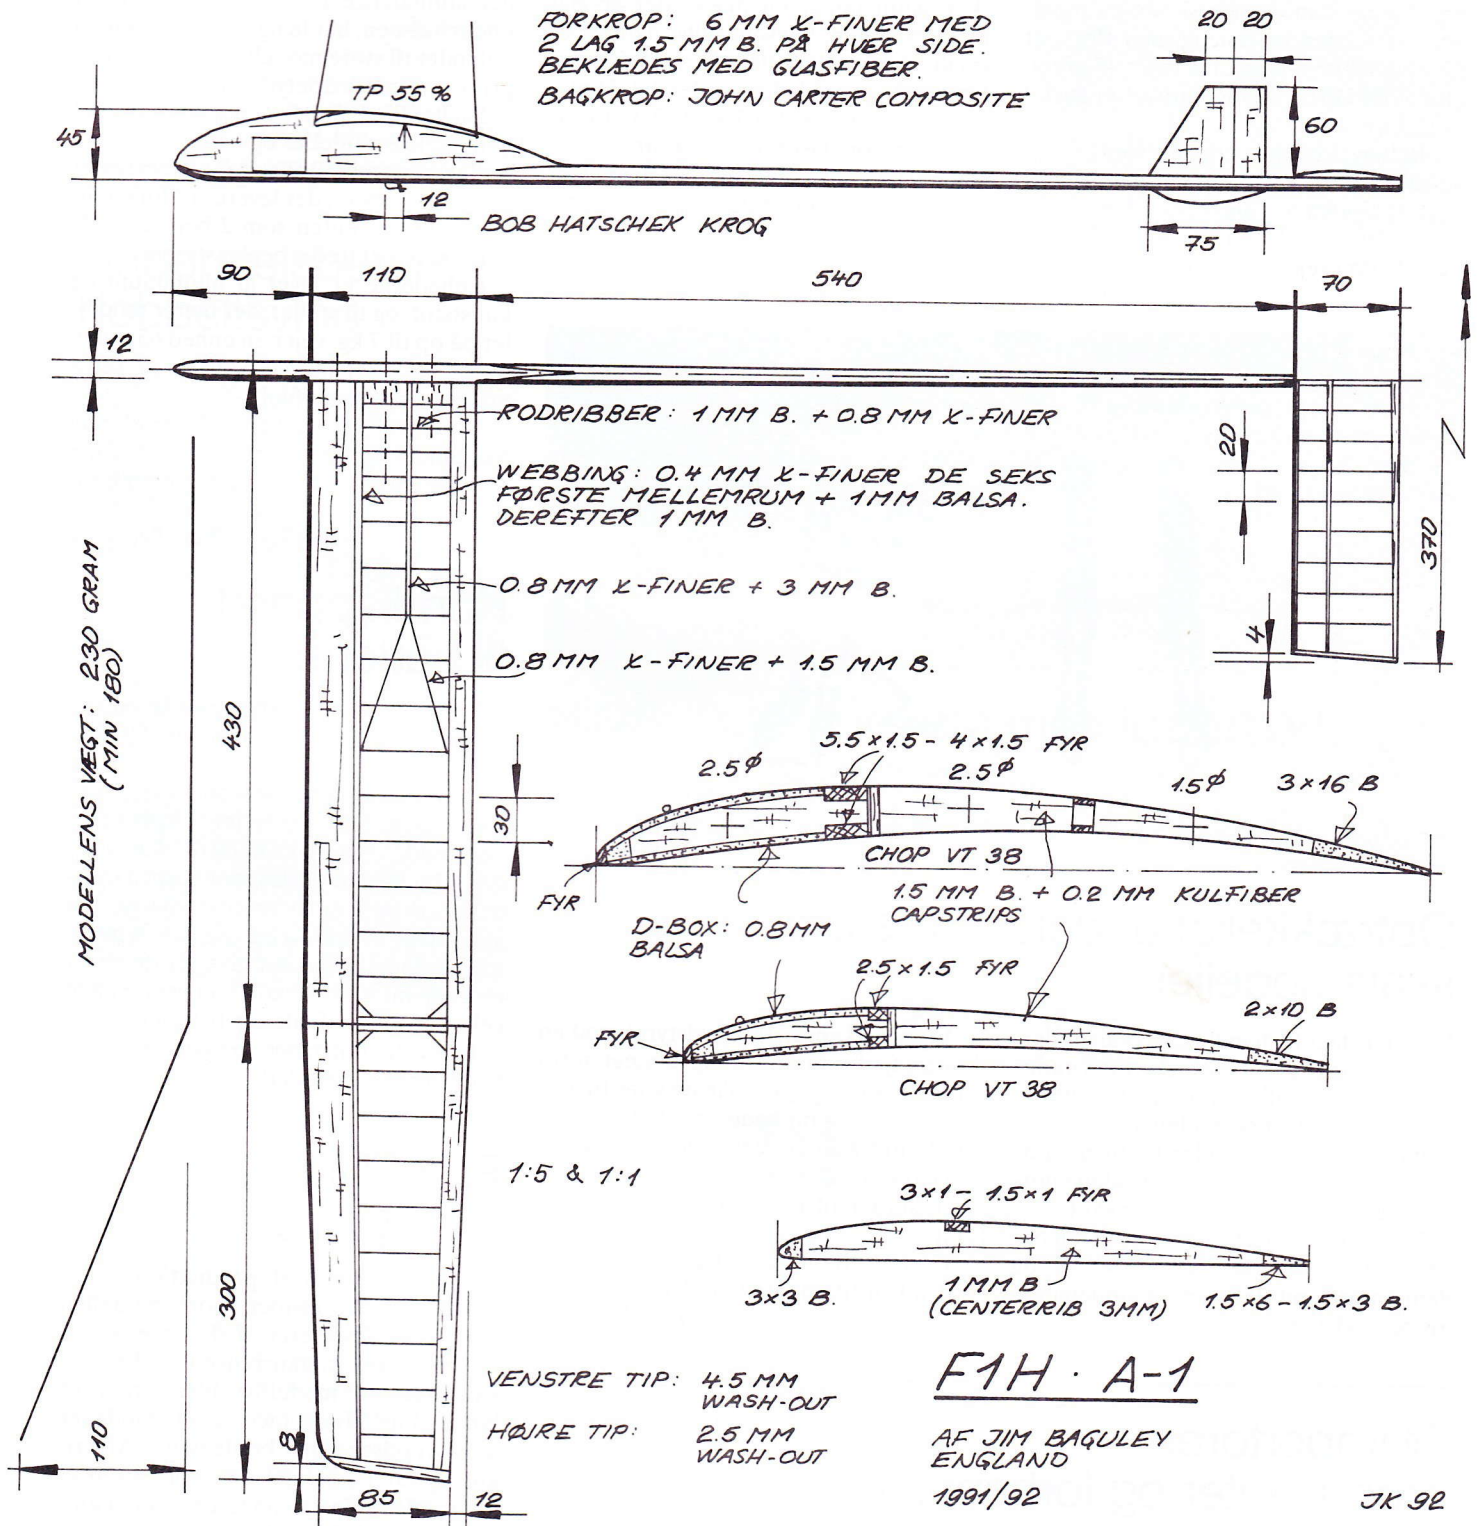 FORKROP: 6 MM X-FINER MED
2 LAG 1.5 MM B. PÅ HVER SIDE.
BEKLÆDES MED GLASFIBER.
BAGKROP: JOHN CARTER COMPOSITE
20 20
TP 55%
45
60
12
BOB HATSCHEK KROG
75
90
110
540
70
12
RODRIBBER: 1 MM B. + 0.8 MM X-FINER
20
WEBBING: 0.4 MM X-FINER DE SEKS
FØRSTE MELLEMRUM + 1 MM BALSA.
DEREFTER 1 MM B.
370
0.8 MM X-FINER + 3 MM B.
4
0.8 MM X-FINER + 1.5 MM B.
MODELLENS VÆGT: 230 GRAM
(MIN 180)
430
5.5×1.5 - 4×1.5 FYR
2.5ø
2.5ø
1.5ø
3×16 B
30
CHOP VT 38
FYR
1.5 MM B. + 0.2 MM KULFIBER
CAPSTRIPS
D-BOX: 0.8 MM
BALSA
2.5×1.5 FYR
2×10 B
FYR
CHOP VT 38
1:5 & 1:1
3×1 - 1.5×1 FYR
300
3×3 B.
1 MM B
(CENTERRIB 3MM)
1.5×6 - 1.5×3 B.
VENSTRE TIP: 4.5 MM
WASH-OUT
HØJRE TIP: 2.5 MM
WASH-OUT
F1H · A-1
AF JIM BAGULEY
ENGLAND
1991/92
JK 92
110
8
85
12